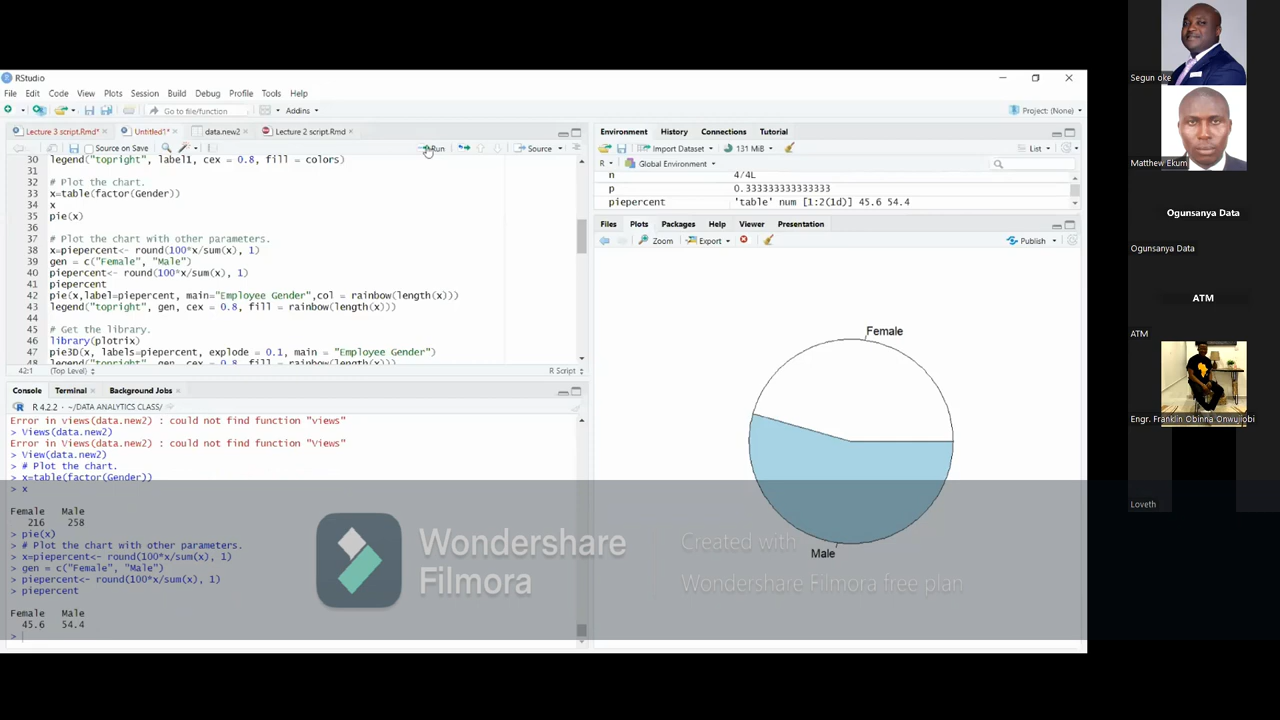 RStudio
File Edit Code View Plots Session Build Debug Profile Tools Help
Go to file/function
Addins
Project: (None)
Lecture 3 script.Rmd*
Untitled1*
data.new2
Lecture 2 script.Rmd
Source on Save
Run
Source
30 legend("topright", label1, cex = 0.8, fill = colors)
31
32 # Plot the chart.
33 x=table(factor(Gender))
34 x
35 pie(x)
36
37 # Plot the chart with other parameters.
38 x=piepercent<- round(100*x/sum(x), 1)
39 gen = c("Female", "Male")
40 piepercent<- round(100*x/sum(x), 1)
41 piepercent
42 pie(x,label=piepercent, main="Employee Gender",col = rainbow(length(x)))
43 legend("topright", gen, cex = 0.8, fill = rainbow(length(x)))
44
45 # Get the library.
46 library(plotrix)
47 pie3D(x, labels=piepercent, explode = 0.1, main = "Employee Gender")
48 legend("topright", gen, cex = 0.8, fill = rainbow(length(x)))
42:1 (Top Level) R Script
Console Terminal Background Jobs
R 4.2.2 · ~/DATA ANALYTICS CLASS/
Error in Views(data.new2) : could not find function "Views"
> Views(data.new2)
Error in Views(data.new2) : could not find function "Views"
> View(data.new2)
> # Plot the chart.
> x=table(factor(Gender))
> x
Female Male
216 258
> pie(x)
> # Plot the chart with other parameters.
> x=piepercent<- round(100*x/sum(x), 1)
> gen = c("Female", "Male")
> piepercent<- round(100*x/sum(x), 1)
> piepercent
Female Male
45.6 54.4
>
Environment History Connections Tutorial
Import Dataset 131 MiB List
R Global Environment
n 4/4L
p 0.333333333333333
piepercent 'table' num [1:2(1d)] 45.6 54.4
Files Plots Packages Help Viewer Presentation
Zoom Export Publish
Female
Male
Wondershare
Filmora
Created with
Wondershare Filmora free plan
Segun oke
Matthew Ekum
Ogunsanya Data
Ogunsanya Data
ATM
ATM
Engr. Franklin Obinna Onwujiobi
Loveth